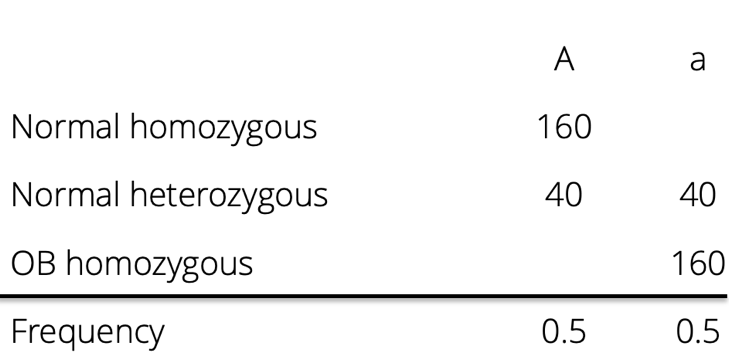 A a
Normal homozygous 160
Normal heterozygous 40 40
OB homozygous 160
Frequency 0.5 0.5